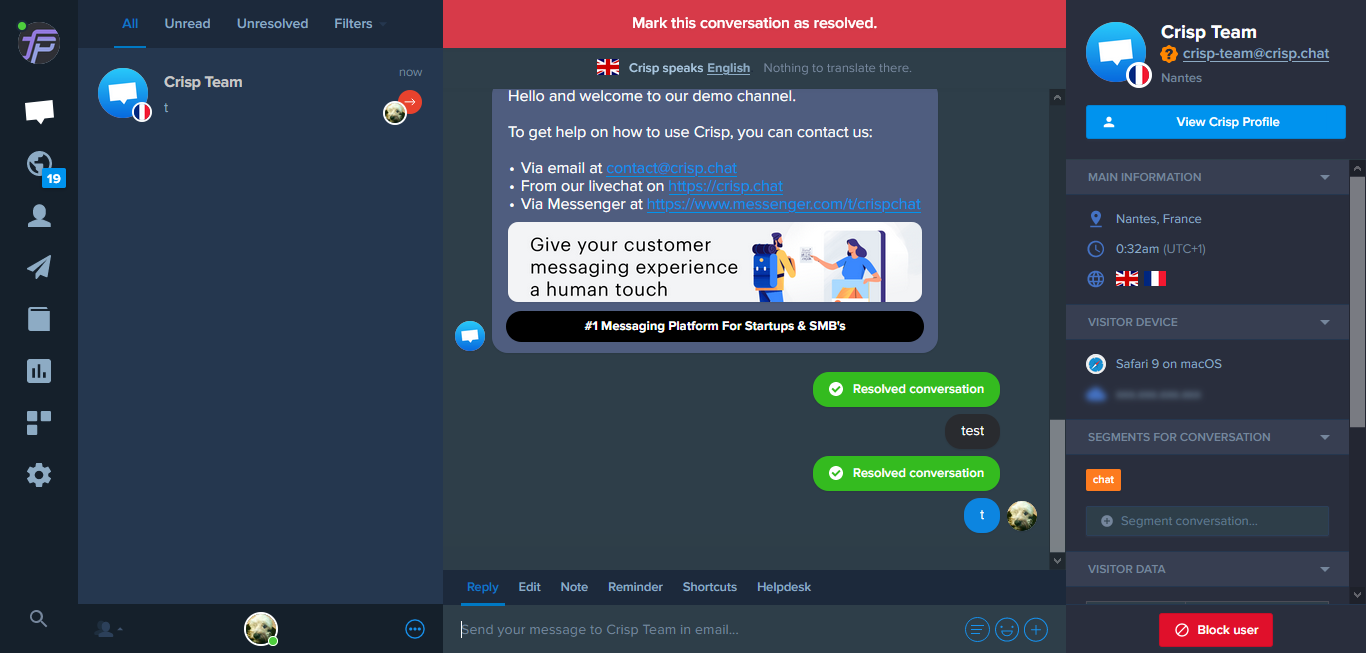 All
Unread
Unresolved
Filters
19
Crisp Team
now
t
Mark this conversation as resolved.
Crisp speaks English Nothing to translate there.
Hello and welcome to our demo channel.
To get help on how to use Crisp, you can contact us:
• Via email at contact@crisp.chat
• From our livechat on https://crisp.chat
• Via Messenger at https://www.messenger.com/t/crispchat
Give your customer
messaging experience
a human touch
#1 Messaging Platform For Startups & SMB's
Resolved conversation
test
Resolved conversation
t
Reply
Edit
Note
Reminder
Shortcuts
Helpdesk
Send your message to Crisp Team in email...
Crisp Team
crisp-team@crisp.chat
Nantes
View Crisp Profile
MAIN INFORMATION
Nantes, France
0:32am (UTC+1)
VISITOR DEVICE
Safari 9 on macOS
SEGMENTS FOR CONVERSATION
chat
Segment conversation...
VISITOR DATA
Block user